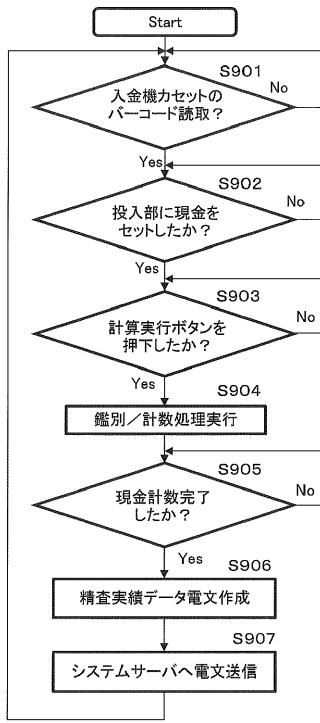 Start
S901
入金機カセットの
バーコード読取？
No
Yes
S902
投入部に現金を
セットしたか？
No
Yes
S903
計算実行ボタンを
押下したか？
No
Yes
S904
鑑別／計数処理実行
S905
現金計数完了
したか？
No
Yes
S906
精査実績データ電文作成
S907
システムサーバへ電文送信